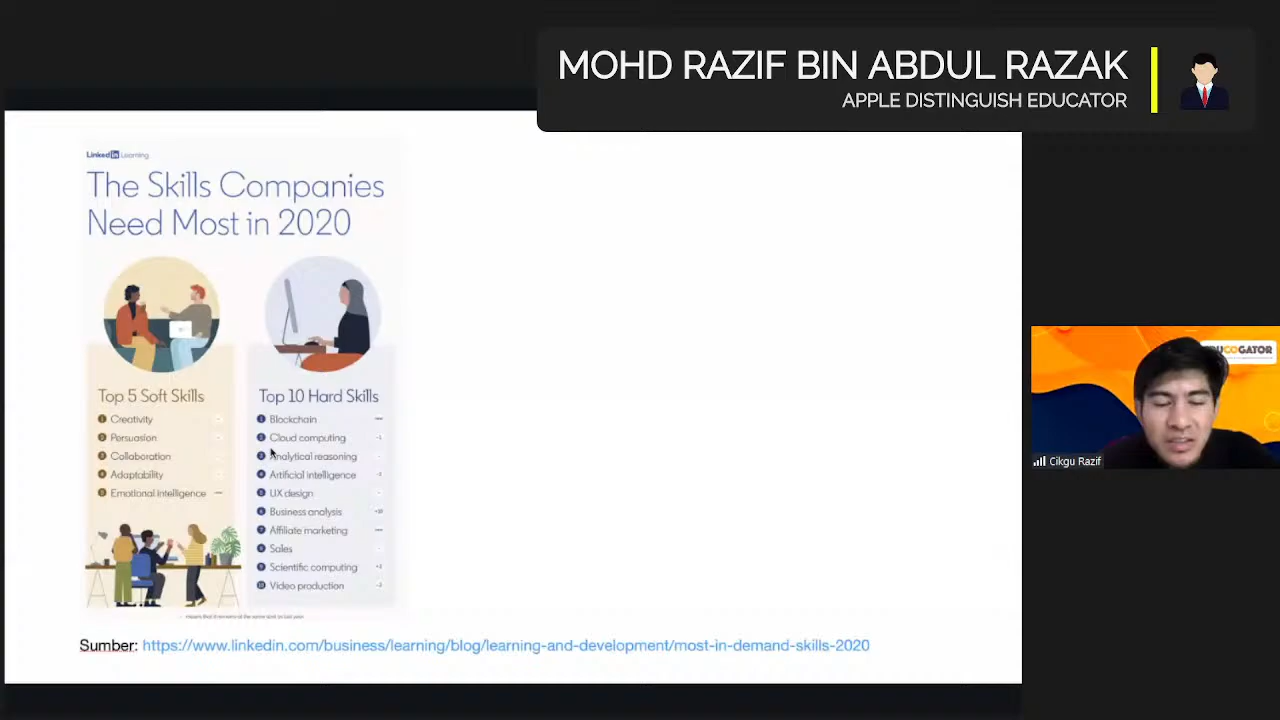 MOHD RAZIF BIN ABDUL RAZAK
APPLE DISTINGUISH EDUCATOR
Linked in Learning
The Skills Companies
Need Most in 2020
Top 5 Soft Skills
1 Creativity -
2 Persuasion -
3 Collaboration -
4 Adaptability -
5 Emotional intelligence
Top 10 Hard Skills
1 Blockchain
2 Cloud computing
3 Analytical reasoning
4 Artificial intelligence
5 UX design
6 Business analysis
7 Affiliate marketing
8 Sales
9 Scientific computing
10 Video production
Sumber: https://www.linkedin.com/business/learning/blog/learning-and-development/most-in-demand-skills-2020
COGATOR
Cikgu Razif